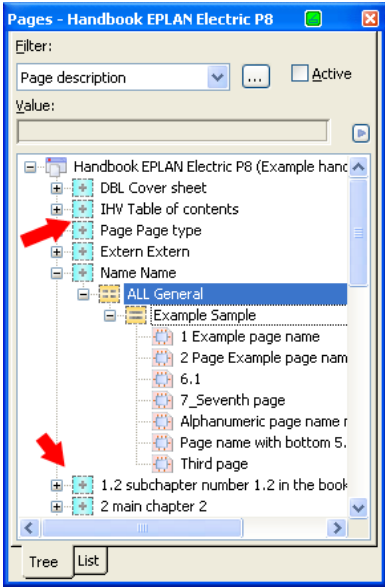 Pages - Handbook EPLAN Electric P8
Filter:
Page description
...
Active
Value:
Handbook EPLAN Electric P8 (Example hand
DBL Cover sheet
IHV Table of contents
Page Page type
Extern Extern
Name Name
ALL General
Example Sample
1 Example page name
2 Page Example page nam
6.1
7_Seventh page
Alphanumeric page name r
Page name with bottom 5.
Third page
1.2 subchapter number 1.2 in the book
2 main chapter 2
Tree
List